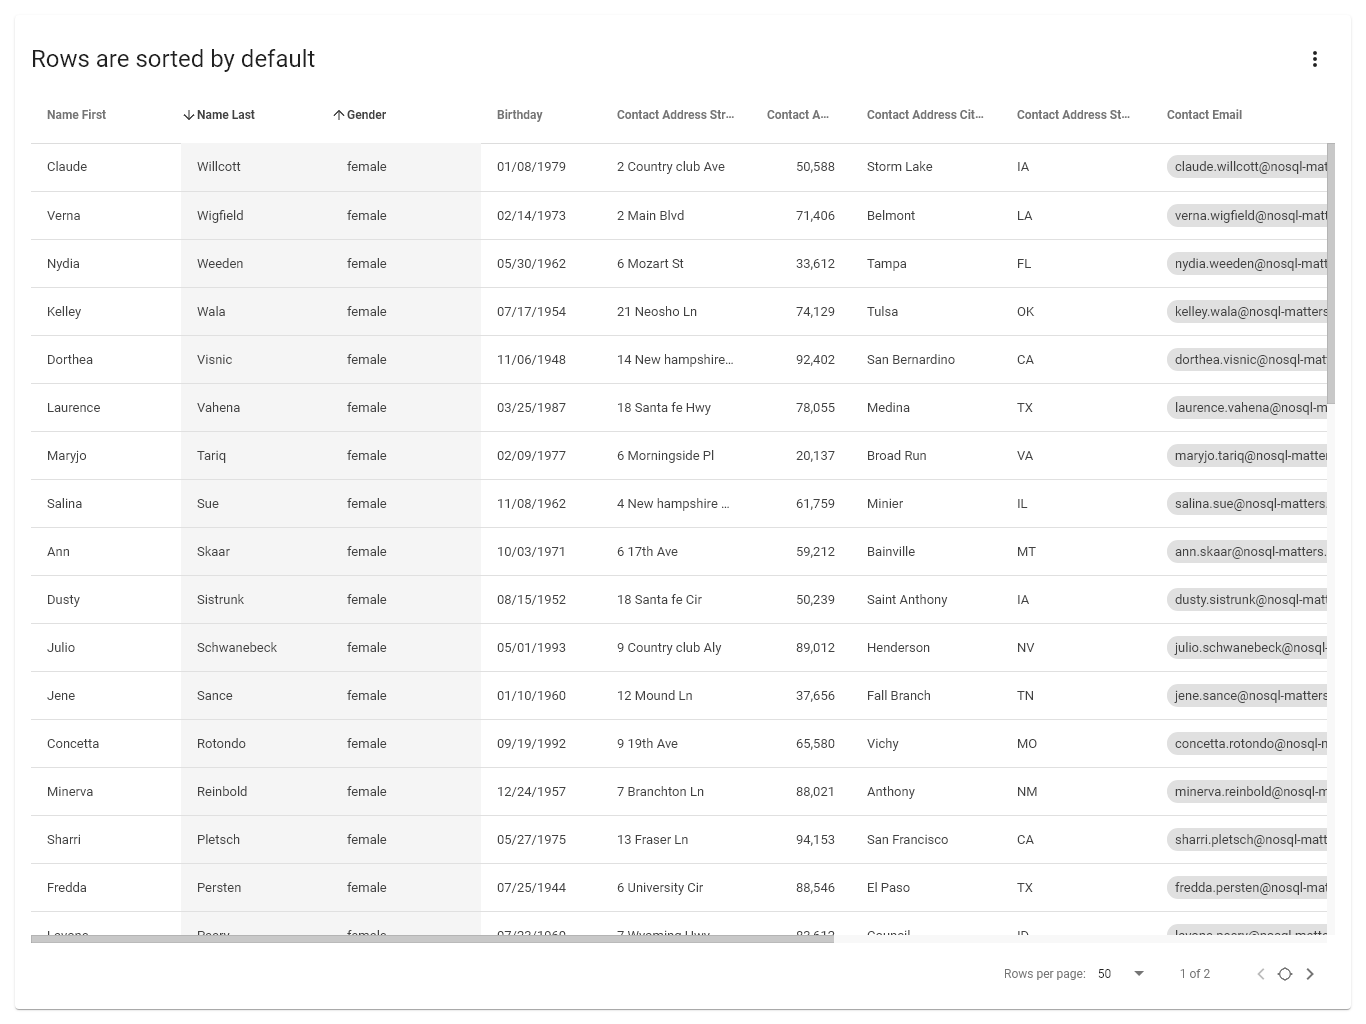 Rows are sorted by default
Name First Name Last Gender Birthday Contact Address Str... Contact A... Contact Address Cit... Contact Address St... Contact Email
Claude Willcott female 01/08/1979 2 Country club Ave 50,588 Storm Lake IA claude.willcott@nosql-mat
Verna Wigfield female 02/14/1973 2 Main Blvd 71,406 Belmont LA verna.wigfield@nosql-matt
Nydia Weeden female 05/30/1962 6 Mozart St 33,612 Tampa FL nydia.weeden@nosql-matt
Kelley Wala female 07/17/1954 21 Neosho Ln 74,129 Tulsa OK kelley.wala@nosql-matters
Dorthea Visnic female 11/06/1948 14 New hampshire... 92,402 San Bernardino CA dorthea.visnic@nosql-mat
Laurence Vahena female 03/25/1987 18 Santa fe Hwy 78,055 Medina TX laurence.vahena@nosql-m
Maryjo Tariq female 02/09/1977 6 Morningside Pl 20,137 Broad Run VA maryjo.tariq@nosql-matter
Salina Sue female 11/08/1962 4 New hampshire ... 61,759 Minier IL salina.sue@nosql-matters.
Ann Skaar female 10/03/1971 6 17th Ave 59,212 Bainville MT ann.skaar@nosql-matters.
Dusty Sistrunk female 08/15/1952 18 Santa fe Cir 50,239 Saint Anthony IA dusty.sistrunk@nosql-matt
Julio Schwanebeck female 05/01/1993 9 Country club Aly 89,012 Henderson NV julio.schwanebeck@nosql-
Jene Sance female 01/10/1960 12 Mound Ln 37,656 Fall Branch TN jene.sance@nosql-matters
Concetta Rotondo female 09/19/1992 9 19th Ave 65,580 Vichy MO concetta.rotondo@nosql-m
Minerva Reinbold female 12/24/1957 7 Branchton Ln 88,021 Anthony NM minerva.reinbold@nosql-m
Sharri Pletsch female 05/27/1975 13 Fraser Ln 94,153 San Francisco CA sharri.pletsch@nosql-matt
Fredda Persten female 07/25/1944 6 University Cir 88,546 El Paso TX fredda.persten@nosql-mat
female 7 Wyoming Hwy Council ID
Rows per page: 50 1 of 2